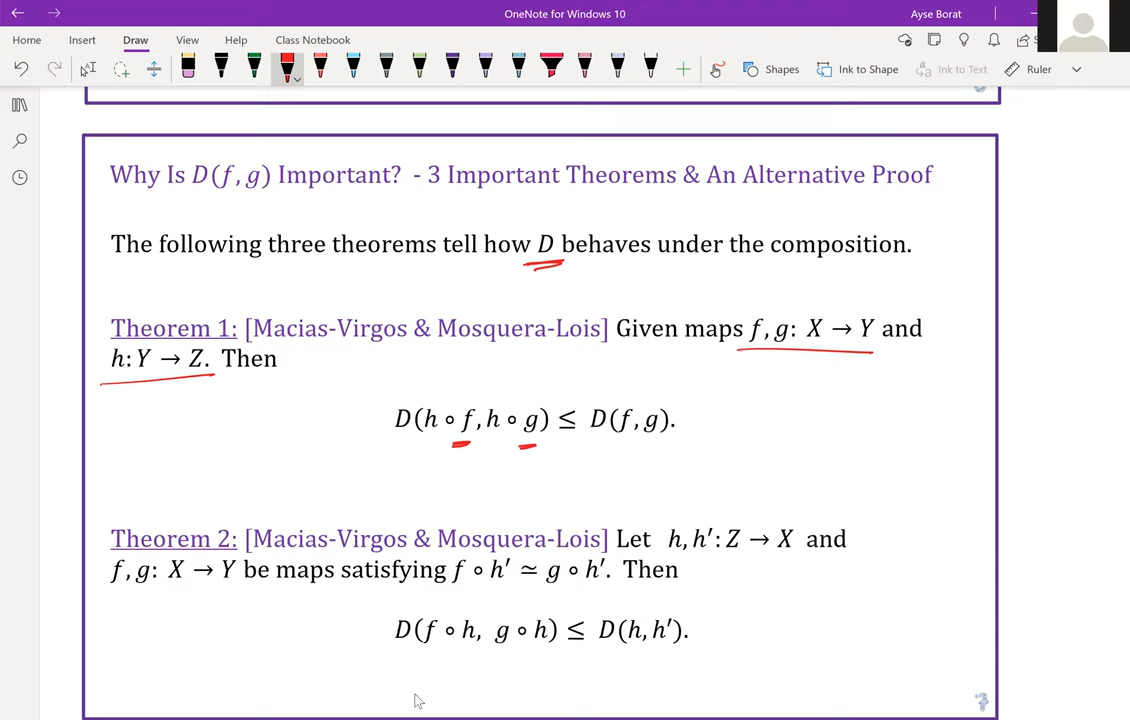 OneNote for Windows 10
Ayse Borat
Home Insert Draw View Help Class Notebook
Shapes Ink to Shape Ink to Text Ruler
Why Is D(f, g) Important? - 3 Important Theorems & An Alternative Proof
The following three theorems tell how D behaves under the composition.
Theorem 1: [Macias-Virgos & Mosquera-Lois] Given maps f, g: X → Y and
h: Y → Z. Then
D(h ∘ f, h ∘ g) ≤ D(f, g).
Theorem 2: [Macias-Virgos & Mosquera-Lois] Let h, h′: Z → X and
f, g: X → Y be maps satisfying f ∘ h′ ≃ g ∘ h′. Then
D(f ∘ h, g ∘ h) ≤ D(h, h′).